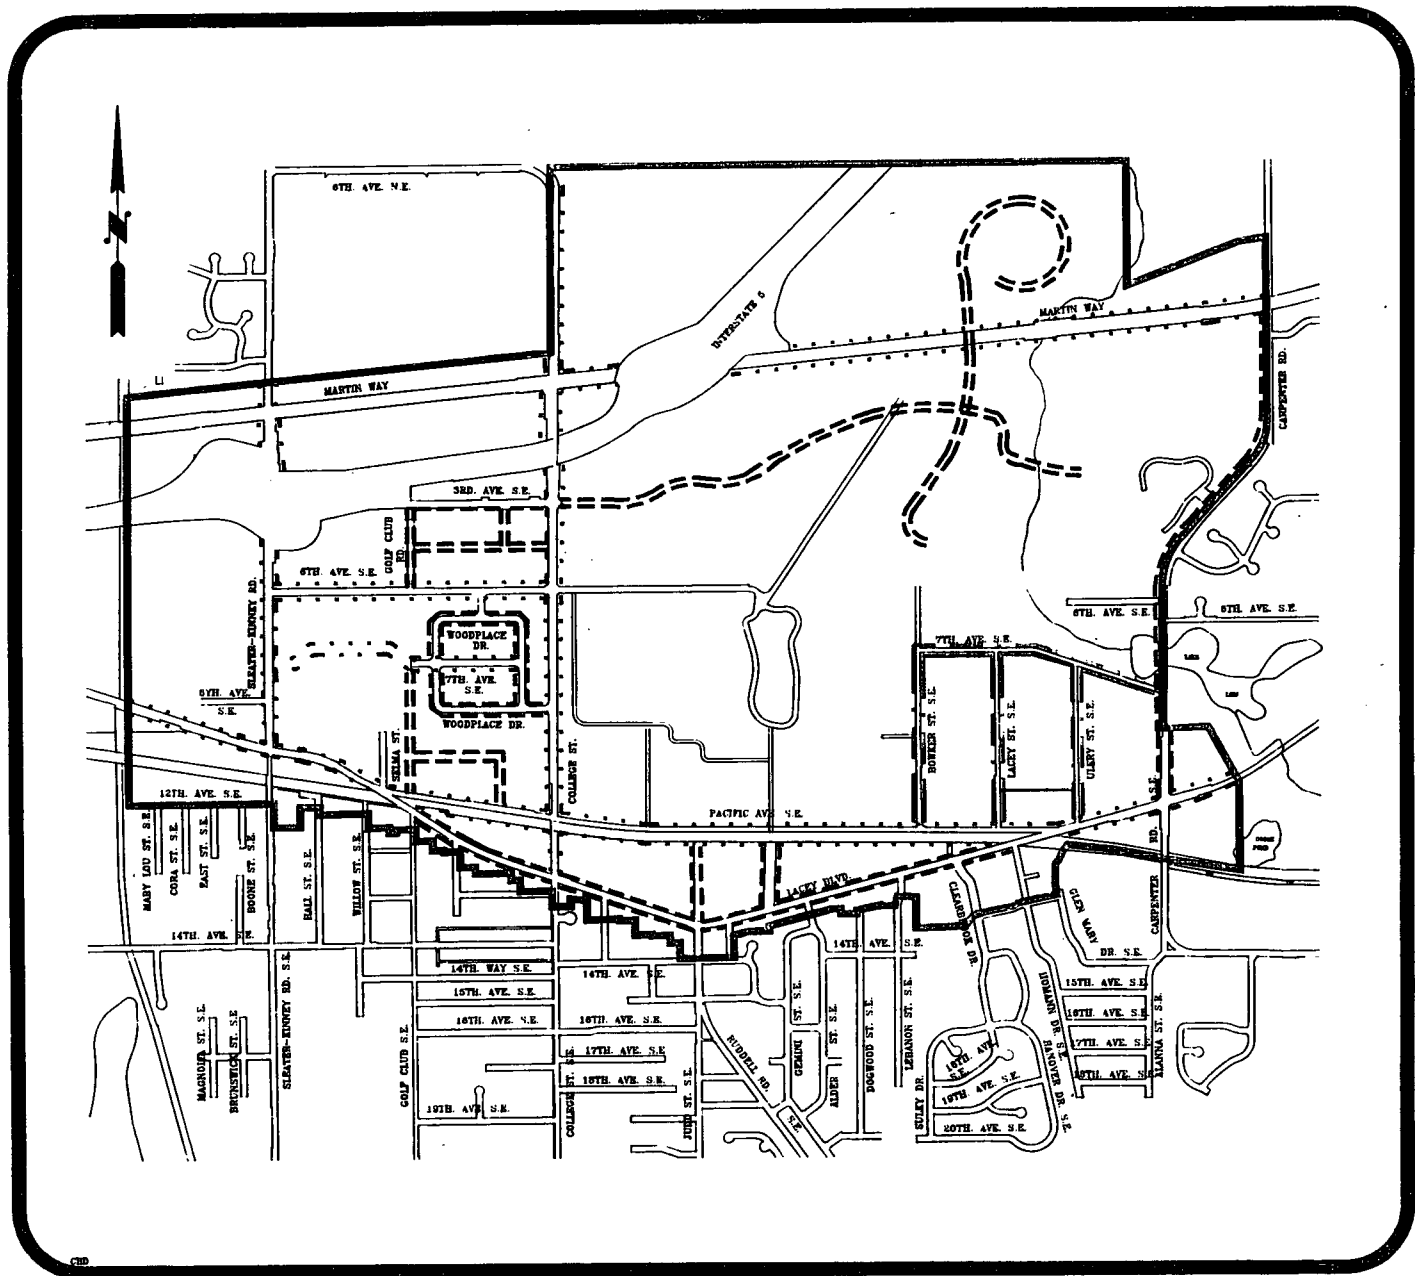 N
6TH. AVE. N.E.
INTERSTATE 5
MARTIN WAY
MARTIN WAY
CARPENTER RD.
3RD. AVE. S.E.
GOLF CLUB
RD.
6TH. AVE. S.E.
SLEATER-KINNEY RD.
6TH. AVE. S.E.
6TH. AVE. S.E.
WOODPLACE
DR.
7TH. AVE. S.E.
LAKE
7TH. AVE.
S.E.
LAKE
S.E.
WOODPLACE DR.
SELMA ST.
COLLEGE ST.
BOWKER ST. S.E.
LACEY ST. S.E.
ULERY ST. S.E.
12TH. AVE. S.E.
PACIFIC AVE. S.E.
MARY LOU ST. S.E.
CORA ST. S.E.
EAST ST. S.E.
BOONE ST. S.E.
HALL ST. S.E.
WILLOW ST. S.E.
LACEY BLVD.
CARPENTER RD. S.E.
POND
14TH. AVE. S.E.
14TH. WAY S.E.
14TH. AVE. S.E.
14TH. AVE. S.E.
CLEARBROOK DR.
GLEN MARY
DR. S.E.
15TH. AVE. S.E.
15TH. AVE. S.E.
16TH. AVE. S.E.
16TH. AVE. S.E.
16TH. AVE. S.E.
17TH. AVE. S.E.
17TH. AVE. S.E.
18TH. AVE. S.E.
19TH. AVE. S.E.
MAGNOLIA ST. S.E.
BRUNSWICK ST. S.E.
SLEATER-KINNEY RD. S.E.
GOLF CLUB S.E.
COLLEGE ST. S.E.
JUDD ST. S.E.
RUDDELL RD.
S.E.
GEMINI ST. S.E.
ALDER ST. S.E.
DOGWOOD ST. S.E.
LEBANON ST. S.E.
SULKY DR.
S.E.
19TH. AVE. S.E.
20TH. AVE. S.E.
HOMANN DR. S.E.
HANOVER DR. S.E.
ALANNA ST. S.E.
CBD